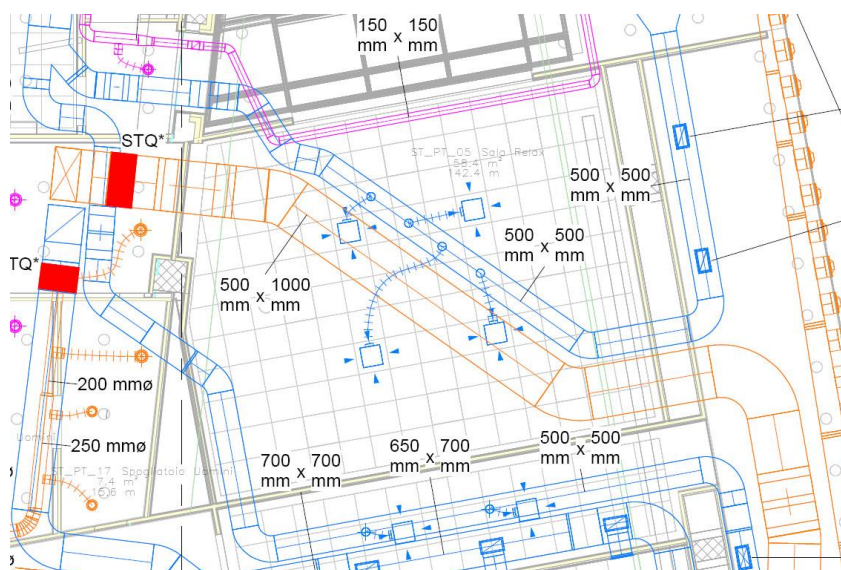 150 x 150
mm mm
STQ*
ST_PT_05 Sala Relax
58.4 m²
142.4 m³
500 x 500
mm mm
500 x 500
mm mm
TQ*
500 x 1000
mm mm
200 mmø
250 mmø
Uomini
ST_PT_17 Spogliatoio Uomini
7.4 m²
15.6 m³
700 x 700
mm mm
650 x 700
mm mm
500 x 500
mm mm
ø
ø